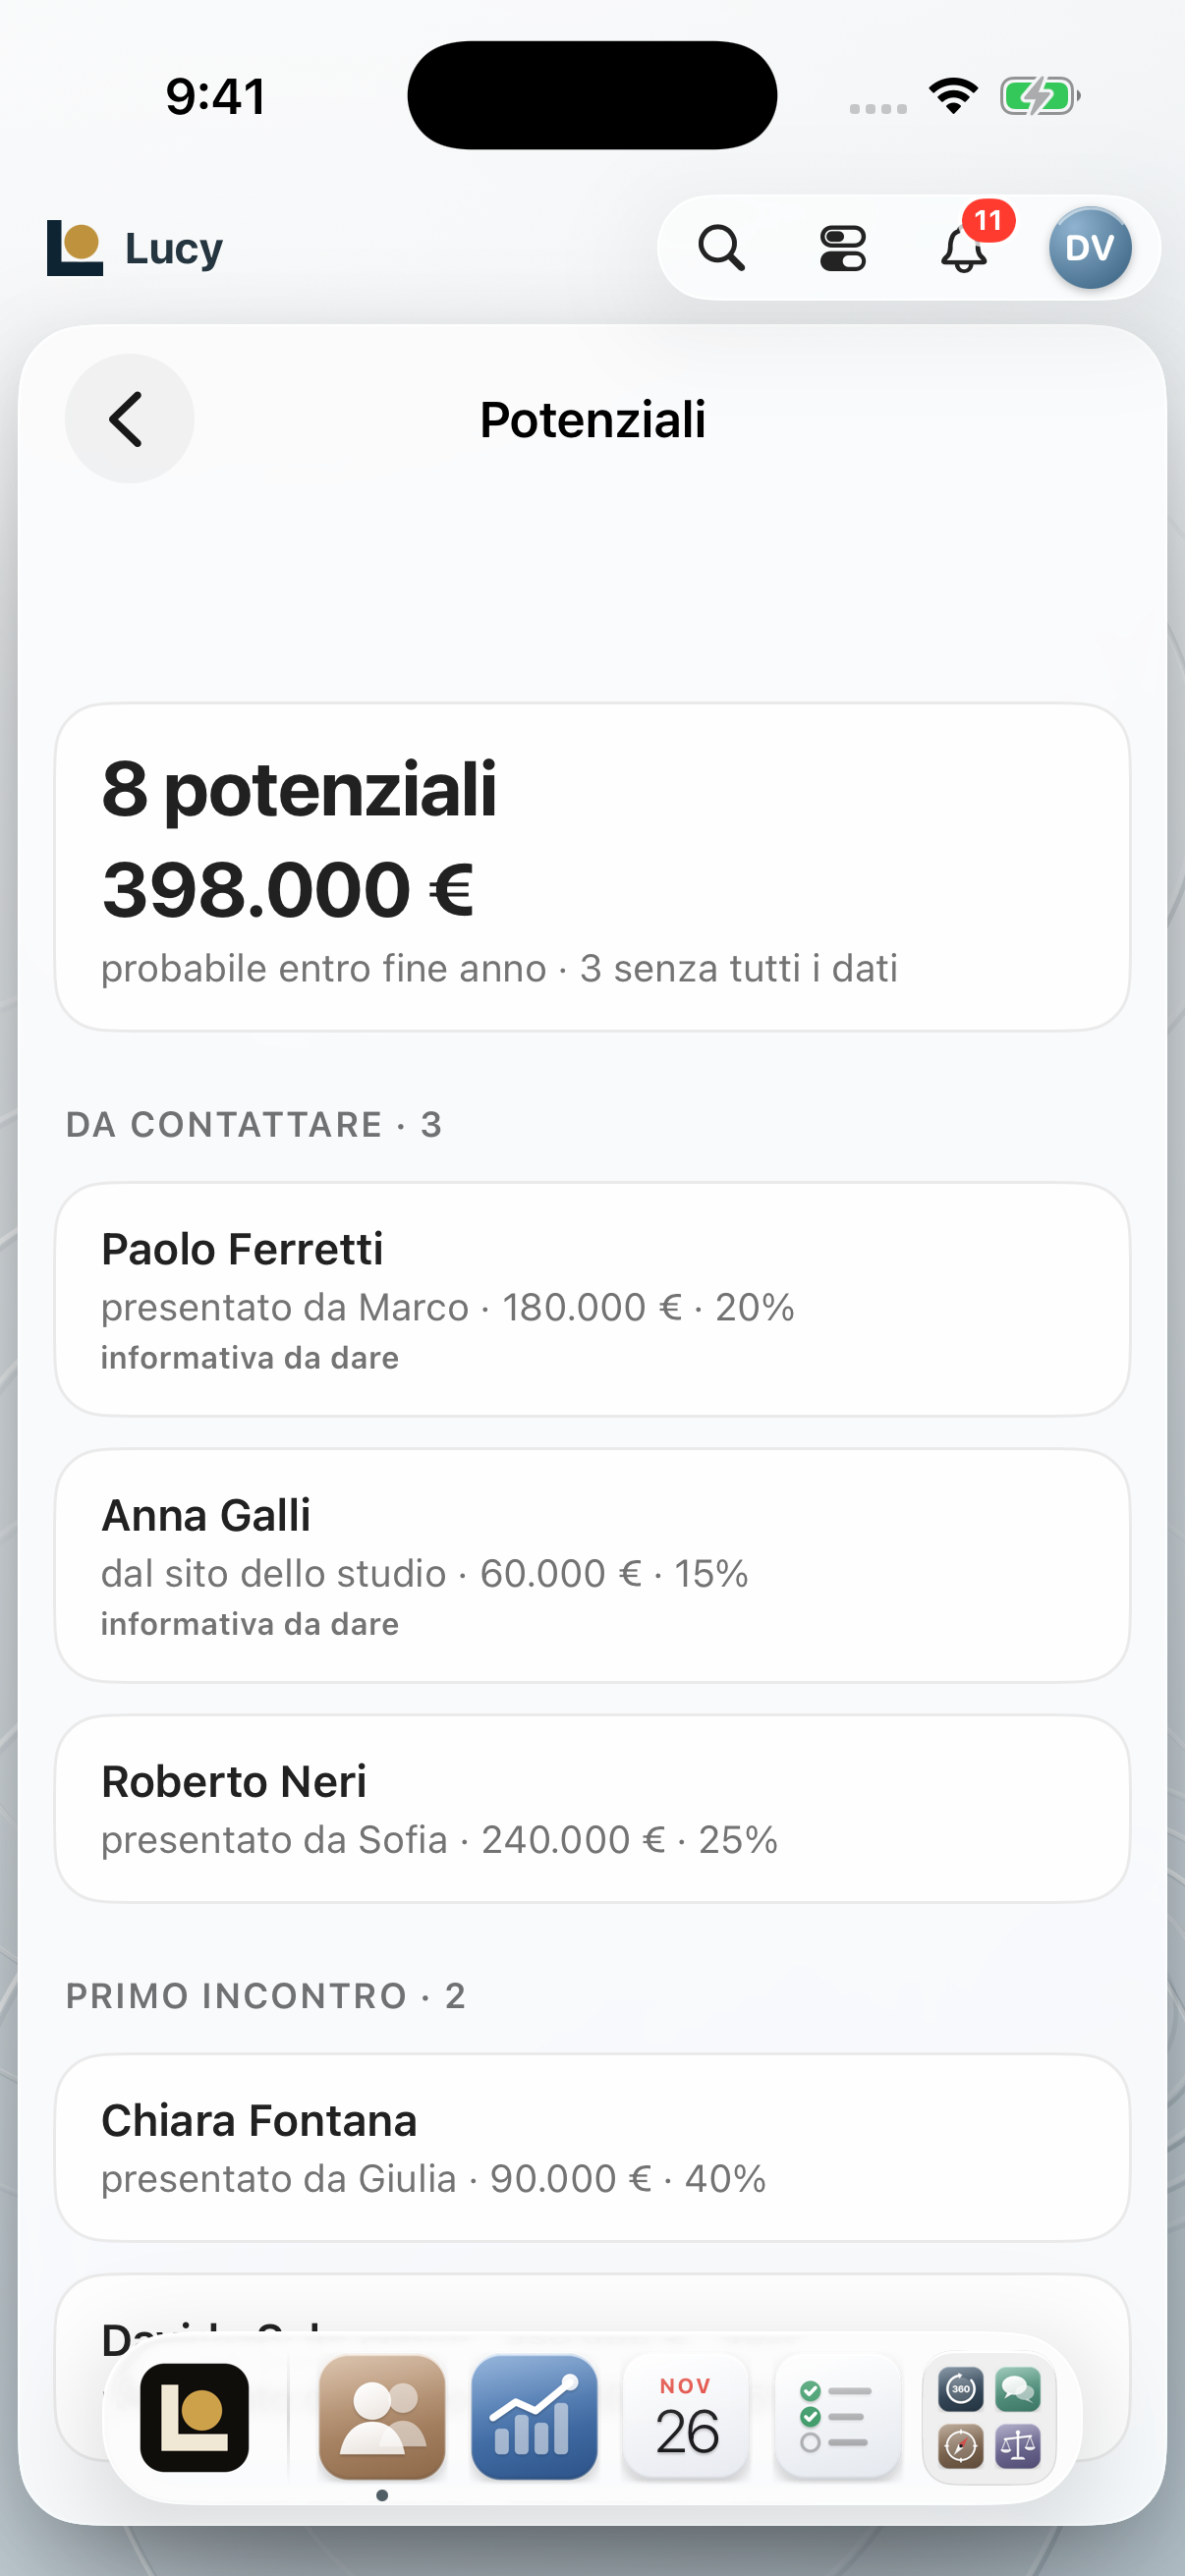 9:41
Lucy
11
DV
Potenziali
8 potenziali
398.000 €
probabile entro fine anno · 3 senza tutti i dati
DA CONTATTARE · 3
Paolo Ferretti
presentato da Marco · 180.000 € · 20%
informativa da dare
Anna Galli
dal sito dello studio · 60.000 € · 15%
informativa da dare
Roberto Neri
presentato da Sofia · 240.000 € · 25%
PRIMO INCONTRO · 2
Chiara Fontana
presentato da Giulia · 90.000 € · 40%
NOV
26
360